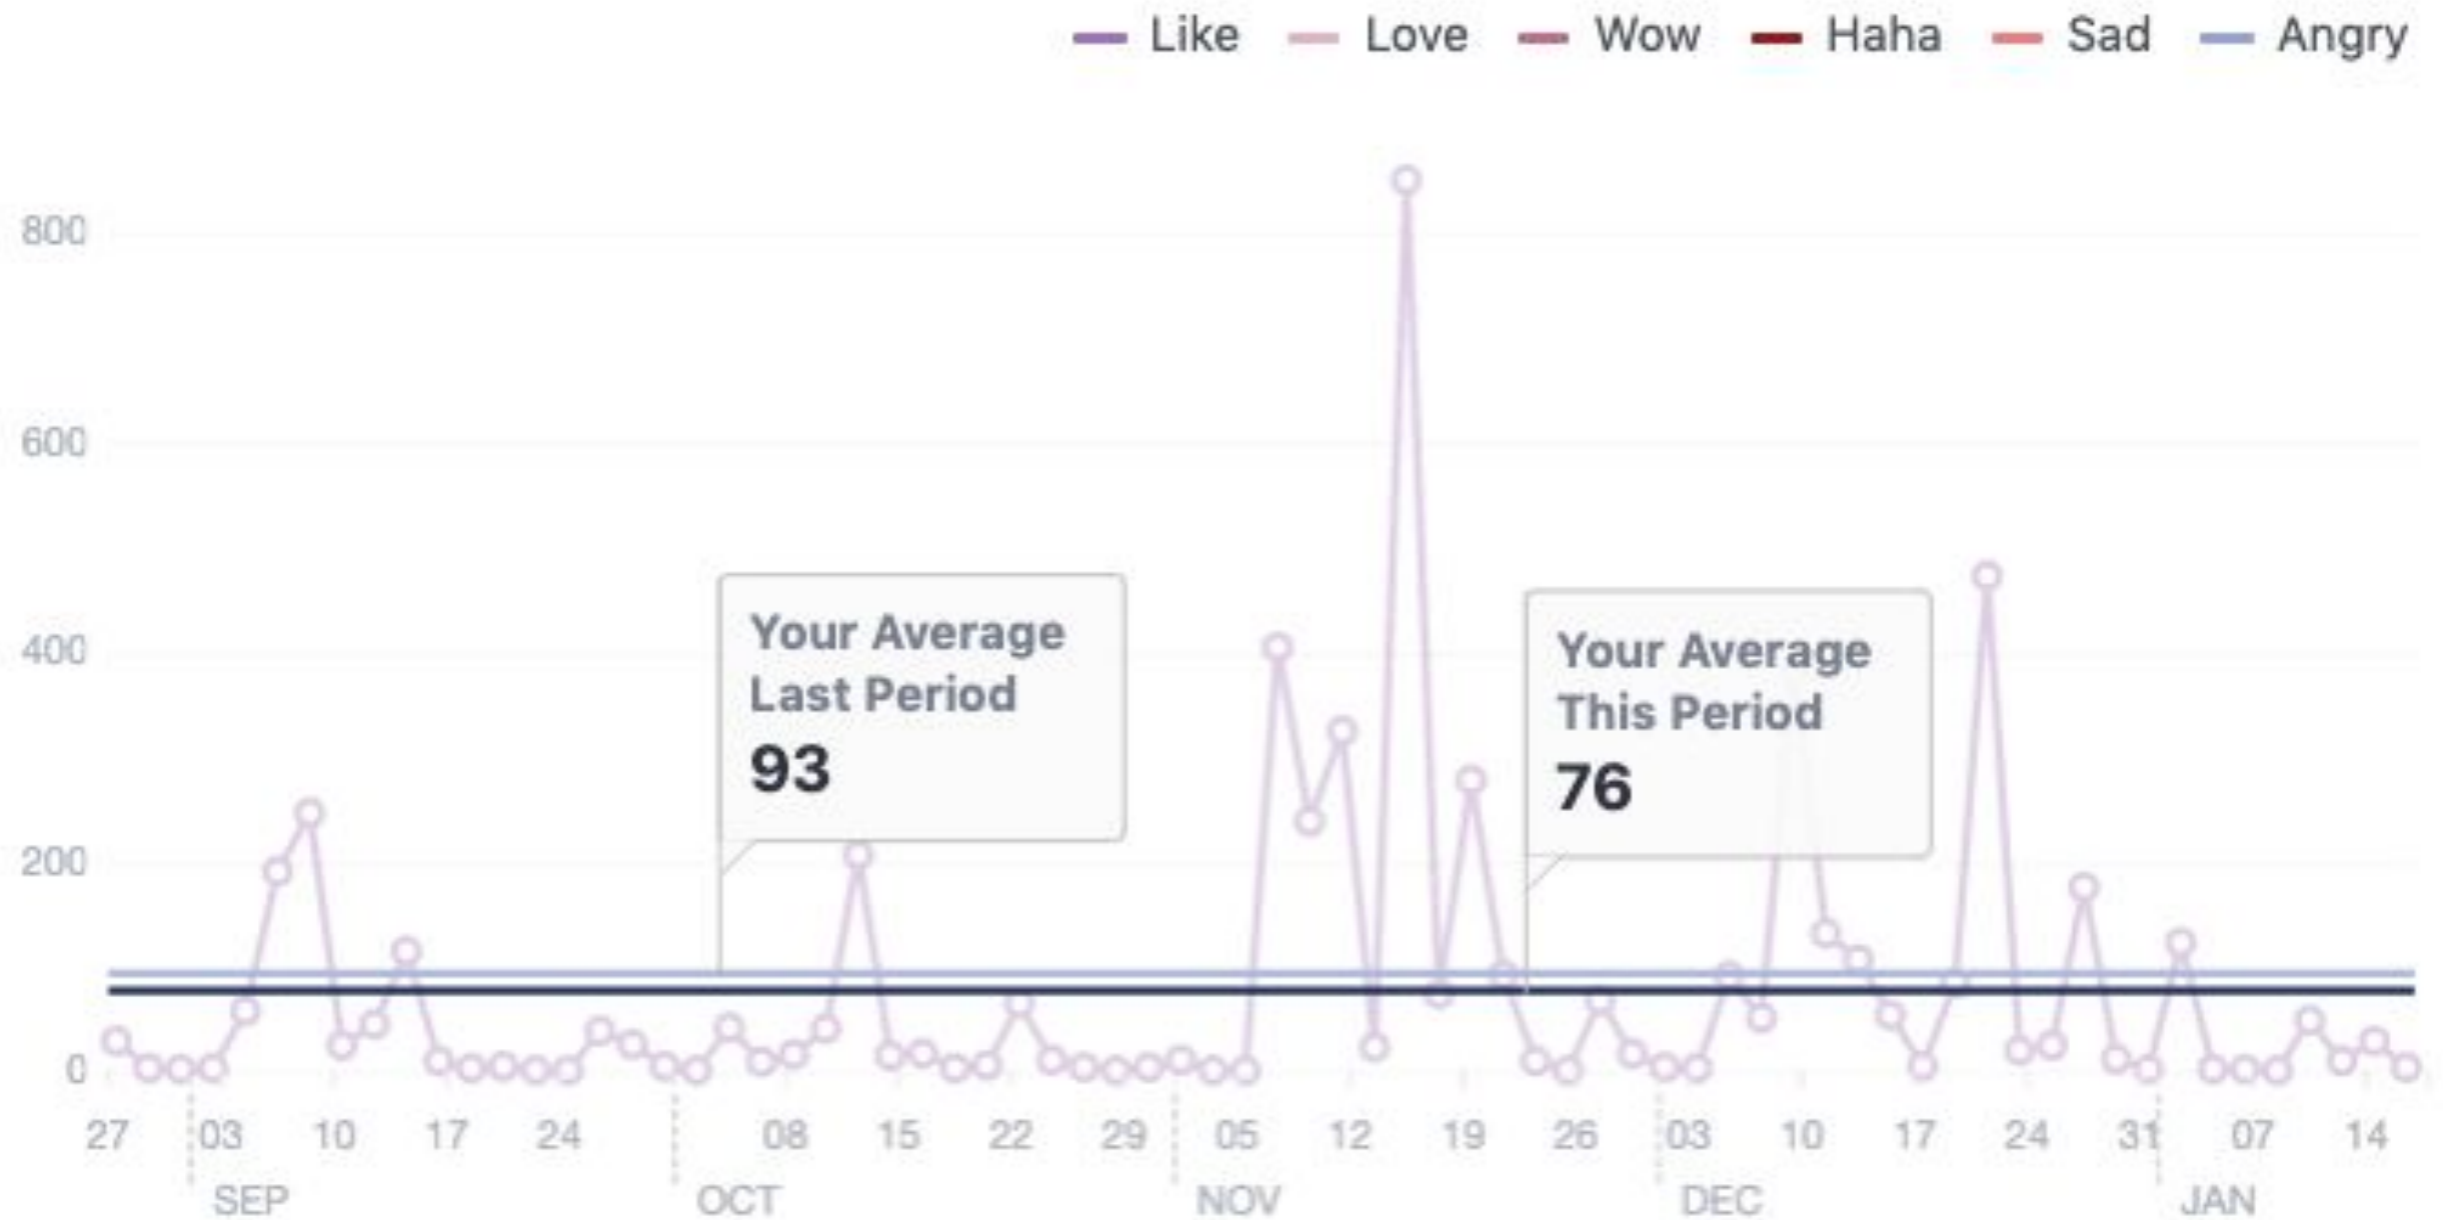 Like Love Wow Haha Sad Angry
800
600
400
200
0
Your Average
Last Period
93
Your Average
This Period
76
27 03 10 17 24 08 15 22 29 05 12 19 26 03 10 17 24 31 07 14
SEP OCT NOV DEC JAN